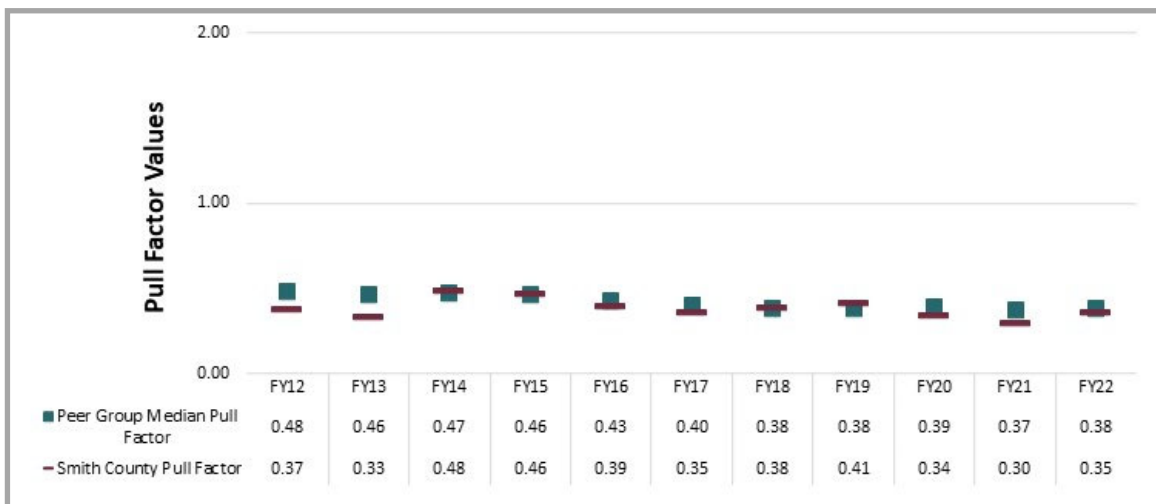 2.00
Pull Factor Values
1.00
0.00
FY12 FY13 FY14 FY15 FY16 FY17 FY18 FY19 FY20 FY21 FY22
Peer Group Median Pull
Factor
0.48 0.46 0.47 0.46 0.43 0.40 0.38 0.38 0.39 0.37 0.38
Smith County Pull Factor 0.37 0.33 0.48 0.46 0.39 0.35 0.38 0.41 0.34 0.30 0.35